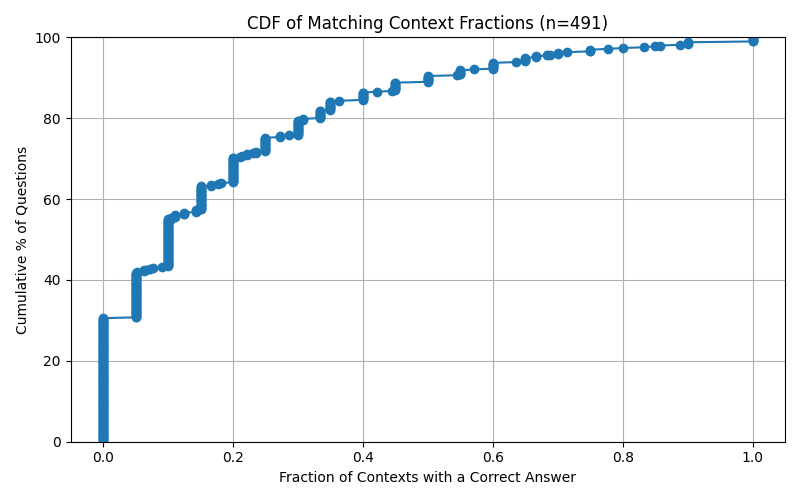 CDF of Matching Context Fractions (n=491)
100
80
60
40
20
0
Cumulative % of Questions
0.0 0.2 0.4 0.6 0.8 1.0
Fraction of Contexts with a Correct Answer